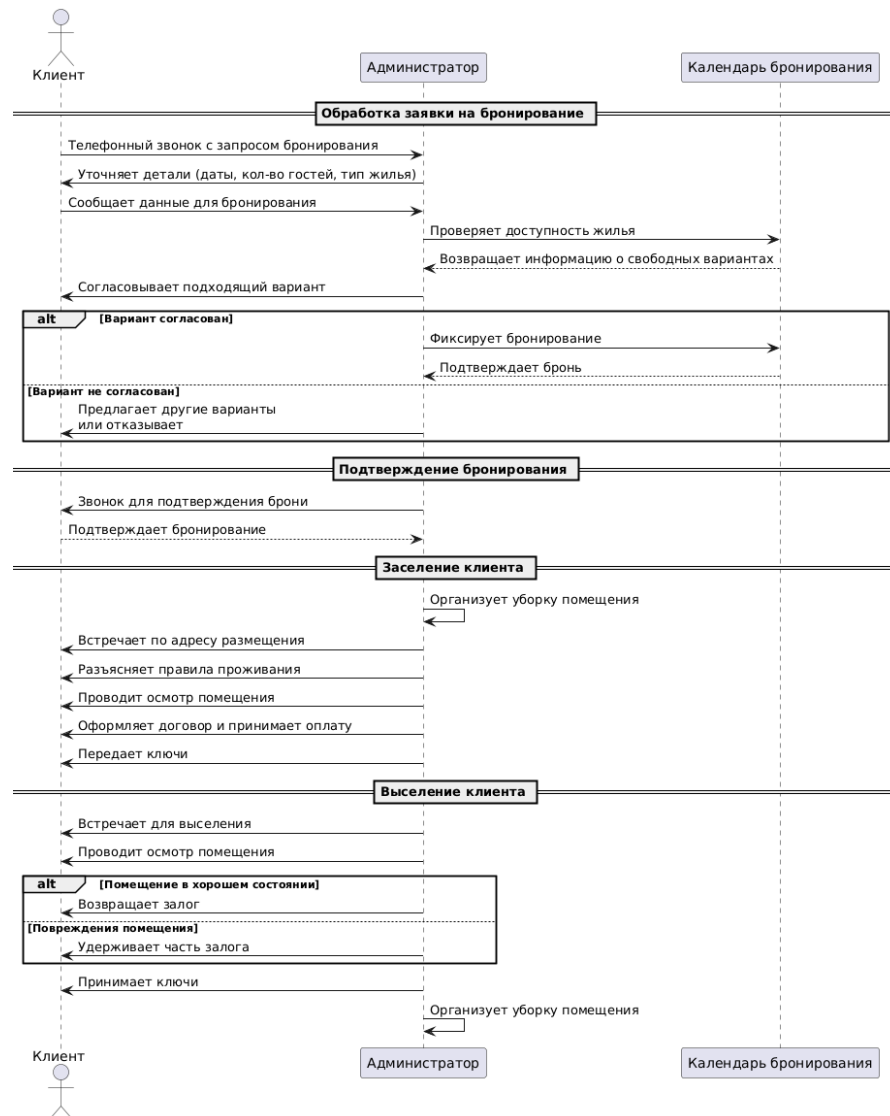 Клиент
Администратор
Календарь бронирования
Обработка заявки на бронирование
Телефонный звонок с запросом бронирования
Уточняет детали (даты, кол-во гостей, тип жилья)
Сообщает данные для бронирования
Проверяет доступность жилья
Возвращает информацию о свободных вариантах
Согласовывает подходящий вариант
alt [Вариант согласован]
Фиксирует бронирование
Подтверждает бронь
[Вариант не согласован]
Предлагает другие варианты
или отказывает
Подтверждение бронирования
Звонок для подтверждения брони
Подтверждает бронирование
Заселение клиента
Организует уборку помещения
Встречает по адресу размещения
Разъясняет правила проживания
Проводит осмотр помещения
Оформляет договор и принимает оплату
Передает ключи
Выселение клиента
Встречает для выселения
Проводит осмотр помещения
alt [Помещение в хорошем состоянии]
Возвращает залог
[Повреждения помещения]
Удерживает часть залога
Принимает ключи
Организует уборку помещения
Клиент
Администратор
Календарь бронирования